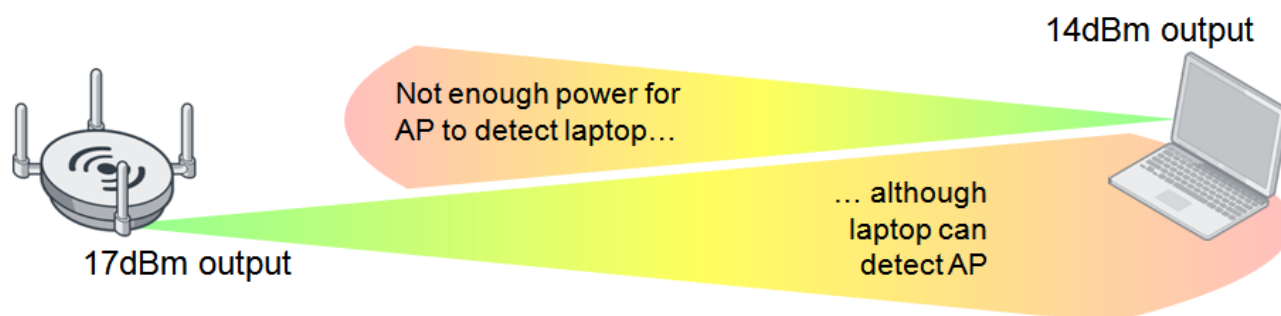 14dBm output
Not enough power for
AP to detect laptop…
… although
laptop can
detect AP
17dBm output